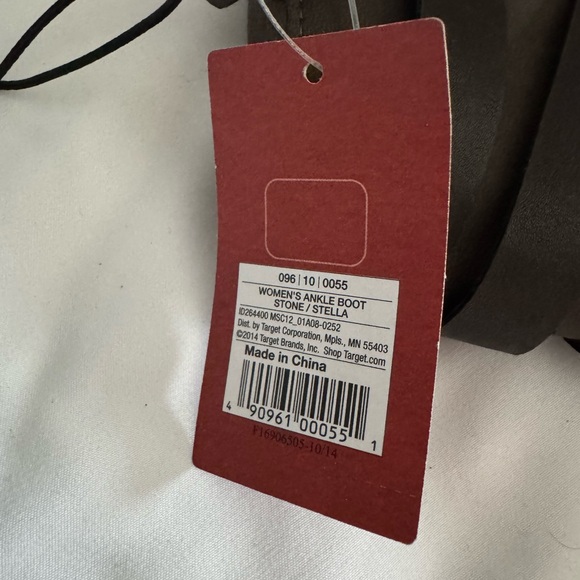 096 | 10 | 0055
WOMEN'S ANKLE BOOT
STONE / STELLA
ID264400 MSC12_01A08-0252
Dist. by Target Corporation, Mpls., MN 55403
©2014 Target Brands, Inc. Shop Target.com
Made in China
4 90961 00055 1
F16906505-10/14